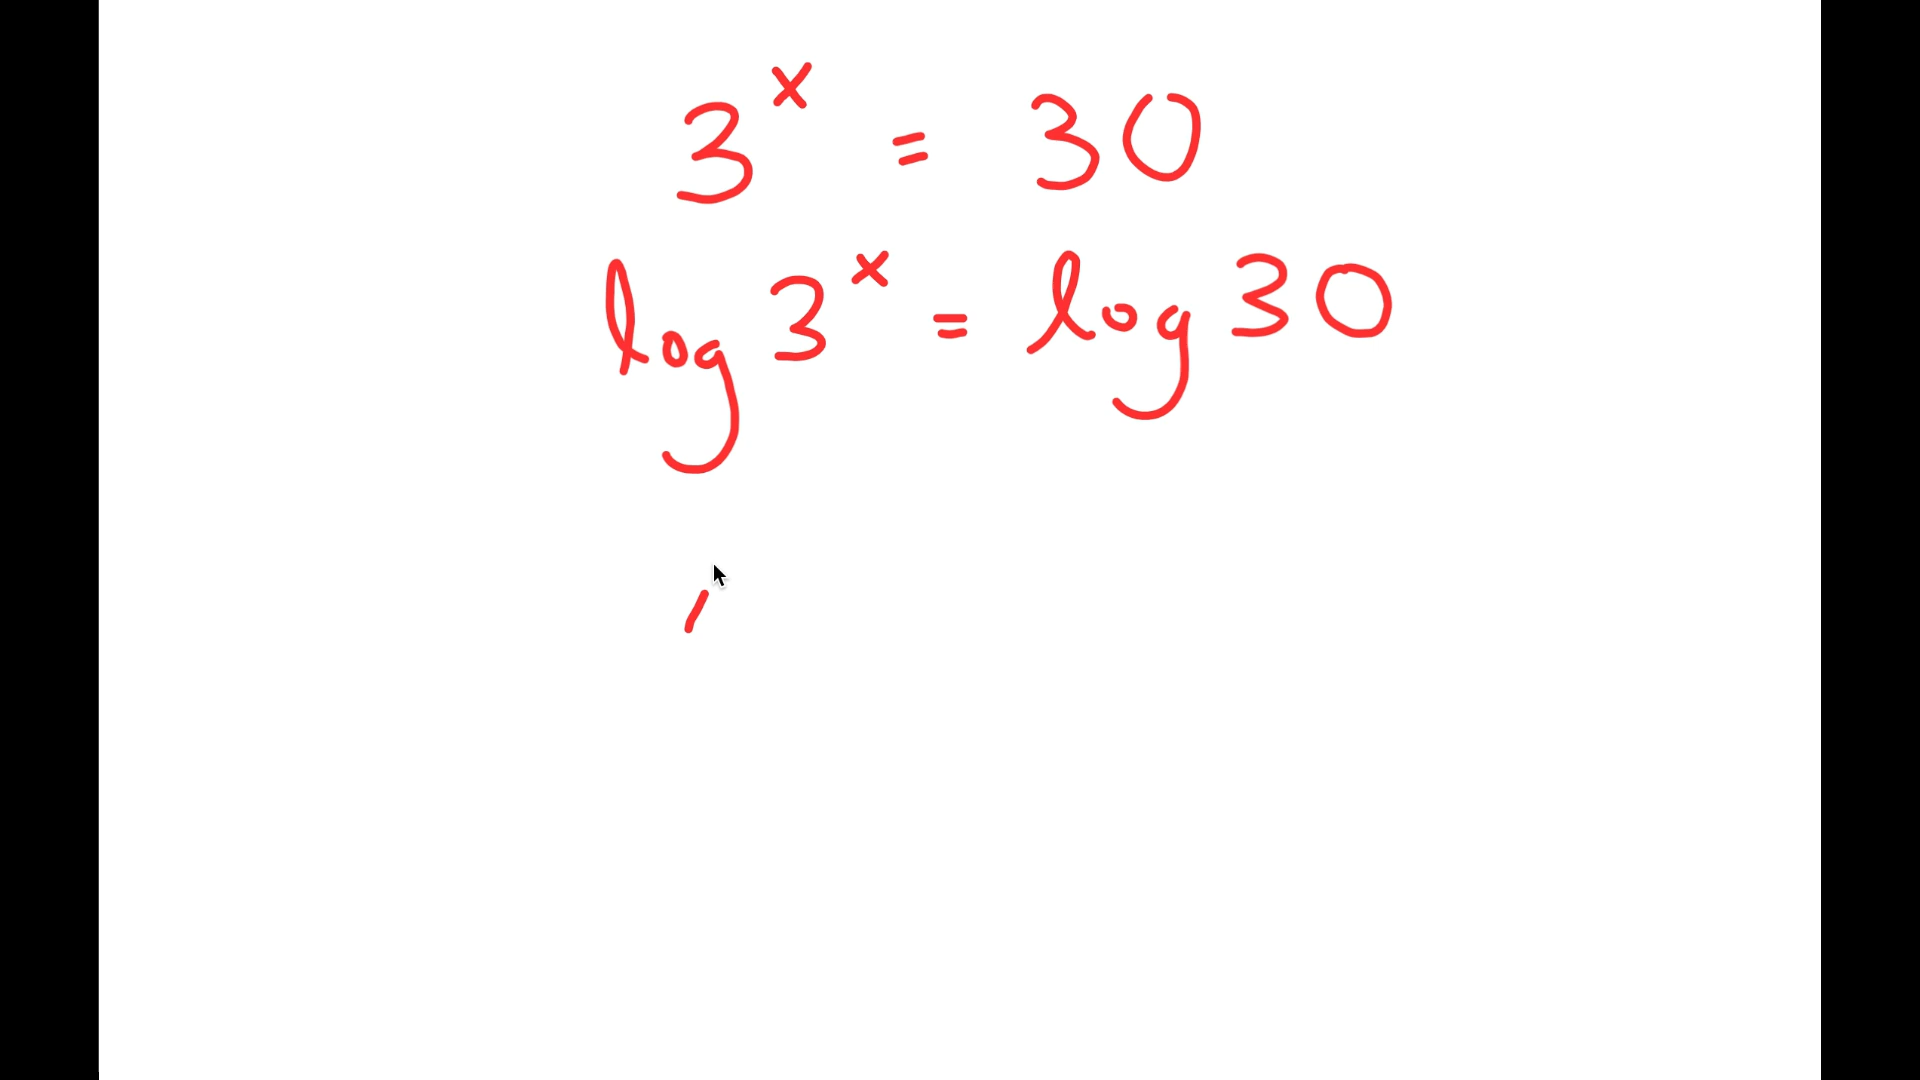 3^x = 30
log 3^x = log 30